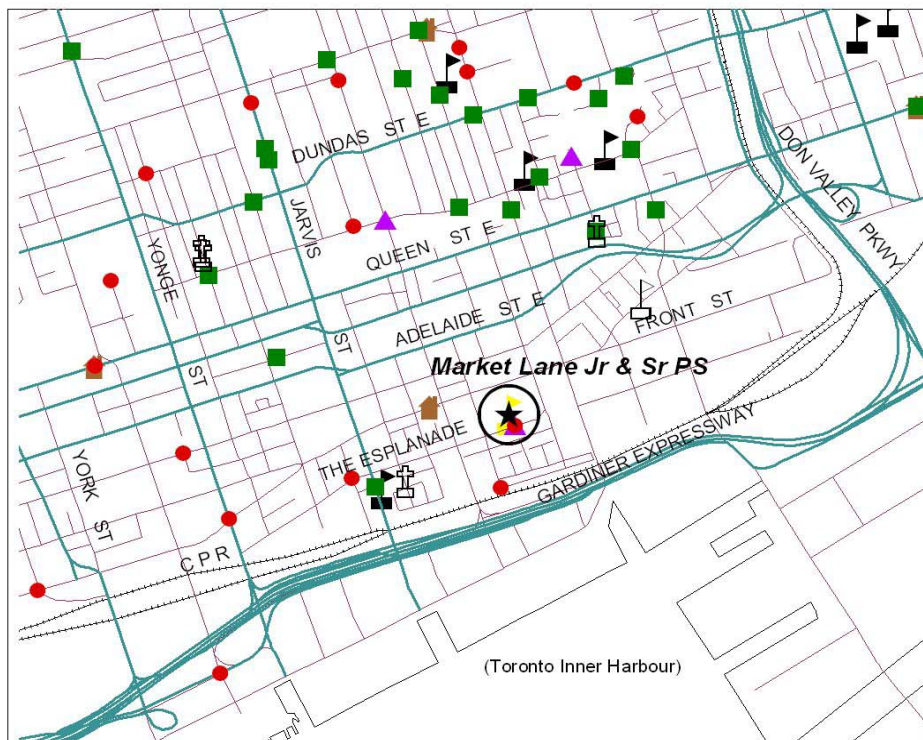 DUNDAS ST E
DON VALLEY PKWY
JARVIS ST
YONGE ST
QUEEN ST E
ADELAIDE ST E
FRONT ST
Market Lane Jr & Sr PS
THE ESPLANADE
GARDINER EXPRESSWAY
YORK ST
CPR
(Toronto Inner Harbour)